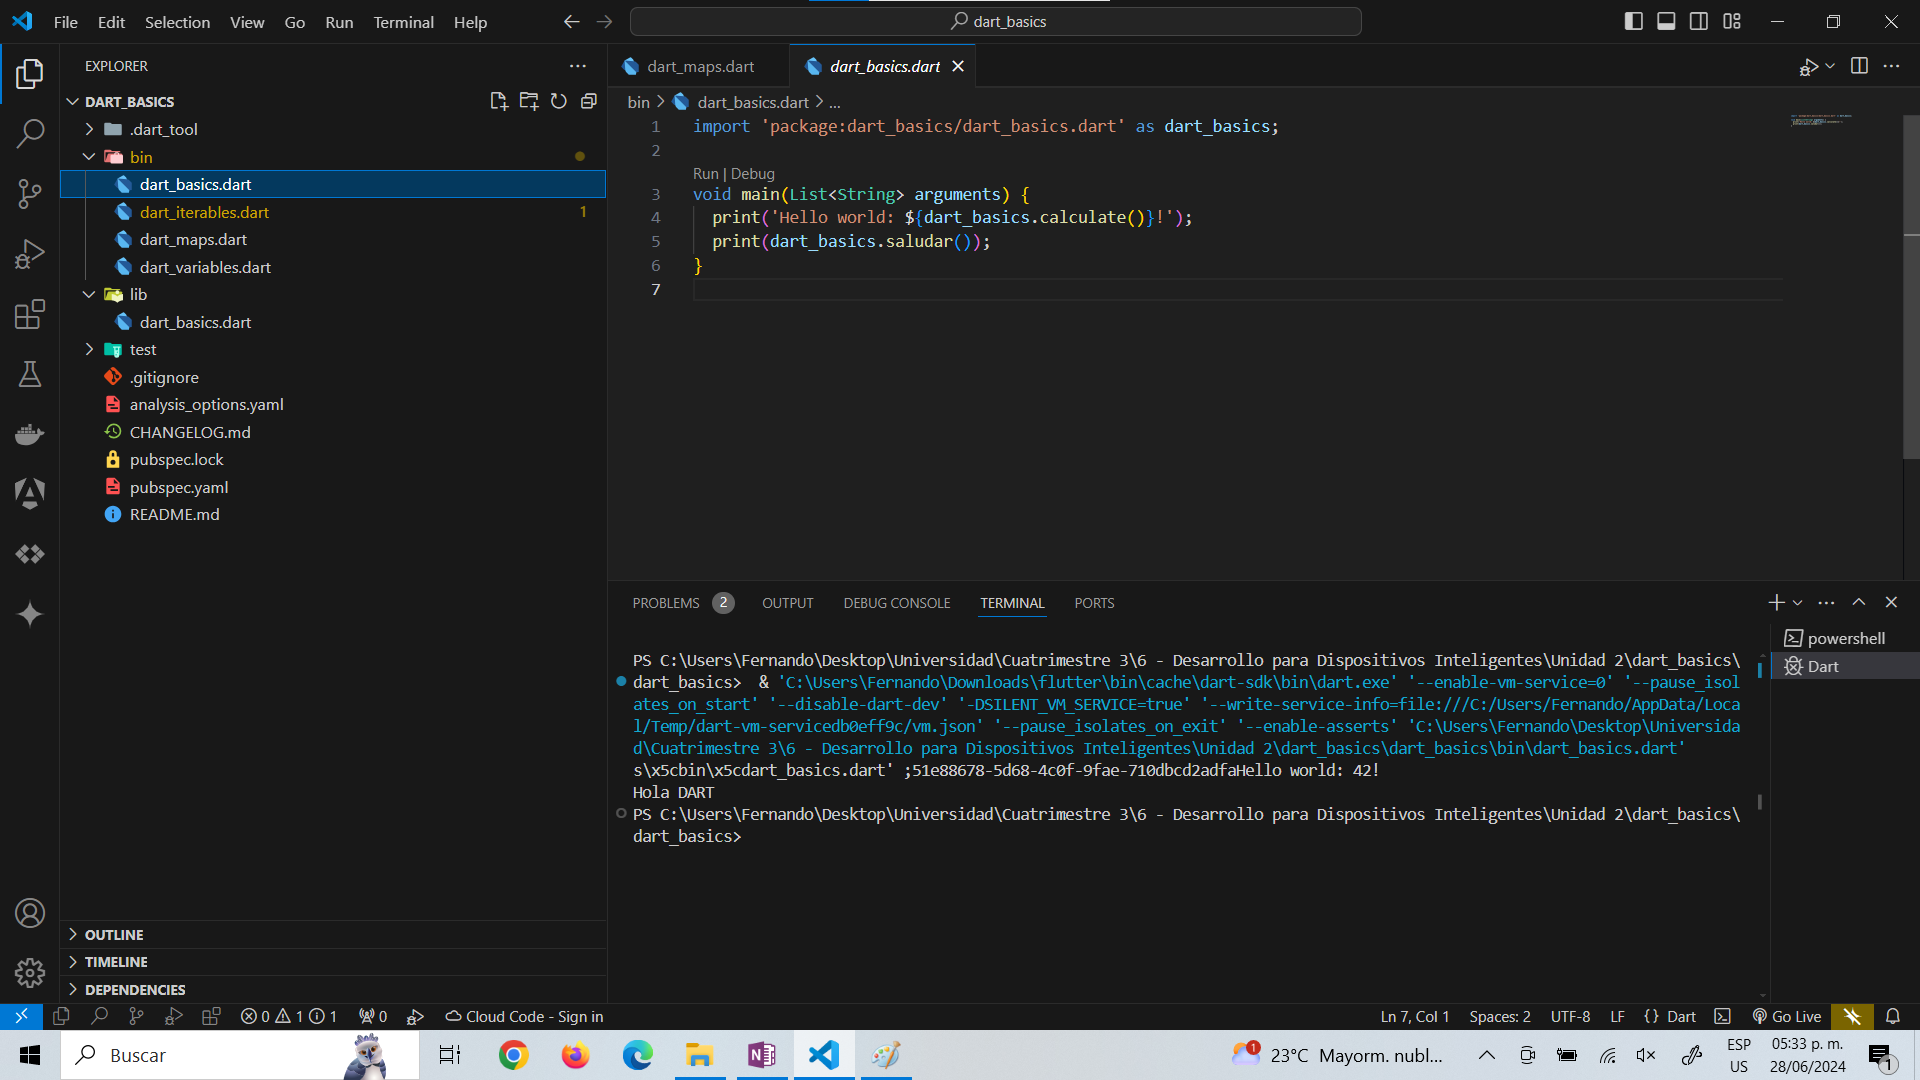 File Edit Selection View Go Run Terminal Help
dart_basics
EXPLORER
DART_BASICS
.dart_tool
bin
dart_basics.dart
dart_iterables.dart 1
dart_maps.dart
dart_variables.dart
lib
dart_basics.dart
test
.gitignore
analysis_options.yaml
CHANGELOG.md
pubspec.lock
pubspec.yaml
README.md
OUTLINE
TIMELINE
DEPENDENCIES
dart_maps.dart dart_basics.dart
bin > dart_basics.dart > ...
1 import 'package:dart_basics/dart_basics.dart' as dart_basics;
2
Run | Debug
3 void main(List<String> arguments) {
4 print('Hello world: ${dart_basics.calculate()}!');
5 print(dart_basics.saludar());
6 }
7
PROBLEMS 2 OUTPUT DEBUG CONSOLE TERMINAL PORTS
powershell
Dart
PS C:\Users\Fernando\Desktop\Universidad\Cuatrimestre 3\6 - Desarrollo para Dispositivos Inteligentes\Unidad 2\dart_basics\
dart_basics>  & 'C:\Users\Fernando\Downloads\flutter\bin\cache\dart-sdk\bin\dart.exe' '--enable-vm-service=0' '--pause_isol
ates_on_start' '--disable-dart-dev' '-DSILENT_VM_SERVICE=true' '--write-service-info=file:///C:/Users/Fernando/AppData/Loca
l/Temp/dart-vm-servicedb0eff9c/vm.json' '--pause_isolates_on_exit' '--enable-asserts' 'C:\Users\Fernando\Desktop\Universida
d\Cuatrimestre 3\6 - Desarrollo para Dispositivos Inteligentes\Unidad 2\dart_basics\dart_basics\bin\dart_basics.dart'
s\x5cbin\x5cdart_basics.dart' ;51e88678-5d68-4c0f-9fae-710dbcd2adfaHello world: 42!
Hola DART
PS C:\Users\Fernando\Desktop\Universidad\Cuatrimestre 3\6 - Desarrollo para Dispositivos Inteligentes\Unidad 2\dart_basics\
dart_basics>
0 1 1 0 Cloud Code - Sign in Ln 7, Col 1 Spaces: 2 UTF-8 LF {} Dart Go Live
Buscar 1 23°C Mayorm. nubl... ESP 05:33 p. m.
US 28/06/2024 1